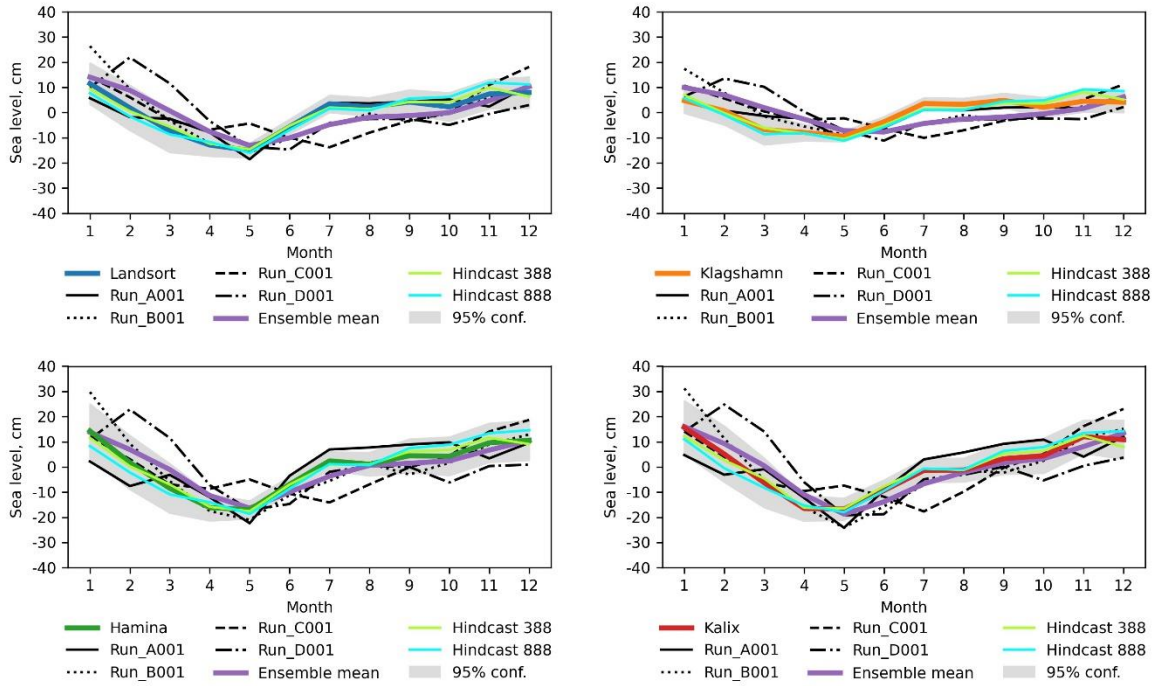 40
30
20
10
0
-10
-20
-30
-40
Sea level, cm
1 2 3 4 5 6 7 8 9 10 11 12
Month
Landsort Run_C001 Hindcast 388
Run_A001 Run_D001 Hindcast 888
Run_B001 Ensemble mean 95% conf.
40
30
20
10
0
-10
-20
-30
-40
Sea level, cm
1 2 3 4 5 6 7 8 9 10 11 12
Month
Klagshamn Run_C001 Hindcast 388
Run_A001 Run_D001 Hindcast 888
Run_B001 Ensemble mean 95% conf.
40
30
20
10
0
-10
-20
-30
-40
Sea level, cm
1 2 3 4 5 6 7 8 9 10 11 12
Month
Hamina Run_C001 Hindcast 388
Run_A001 Run_D001 Hindcast 888
Run_B001 Ensemble mean 95% conf.
40
30
20
10
0
-10
-20
-30
-40
Sea level, cm
1 2 3 4 5 6 7 8 9 10 11 12
Month
Kalix Run_C001 Hindcast 388
Run_A001 Run_D001 Hindcast 888
Run_B001 Ensemble mean 95% conf.